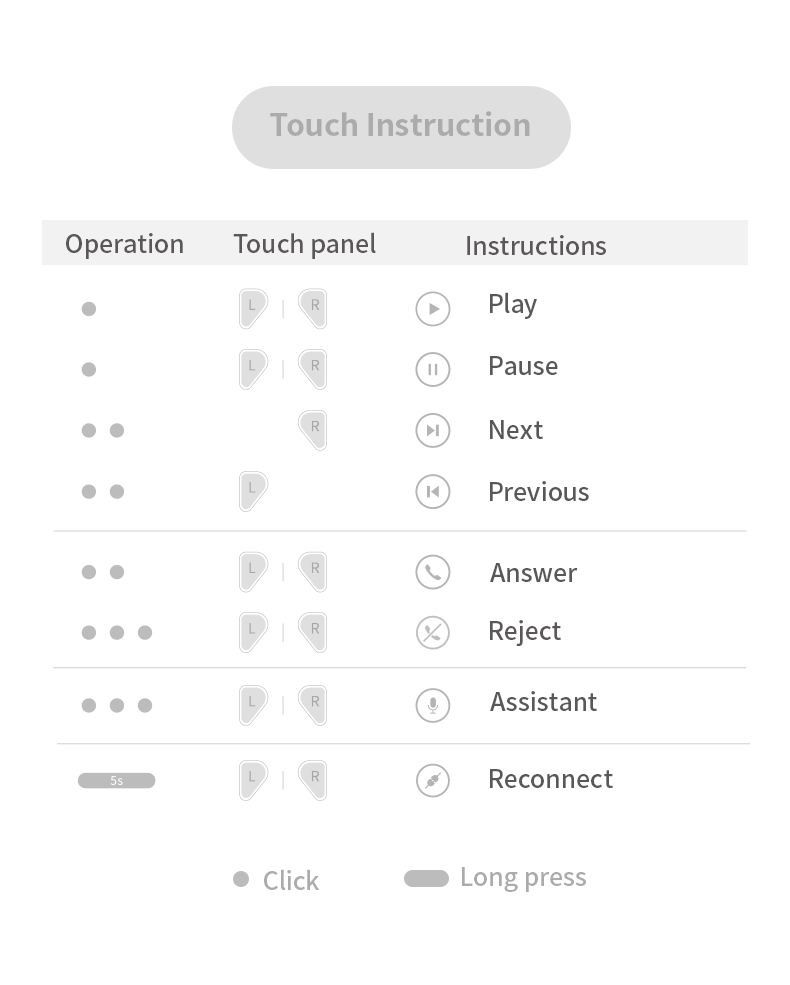 Touch Instruction
Operation Touch panel Instructions
L | R Play
L | R Pause
R Next
L Previous
L | R Answer
L | R Reject
L | R Assistant
5s L | R Reconnect
Click Long press